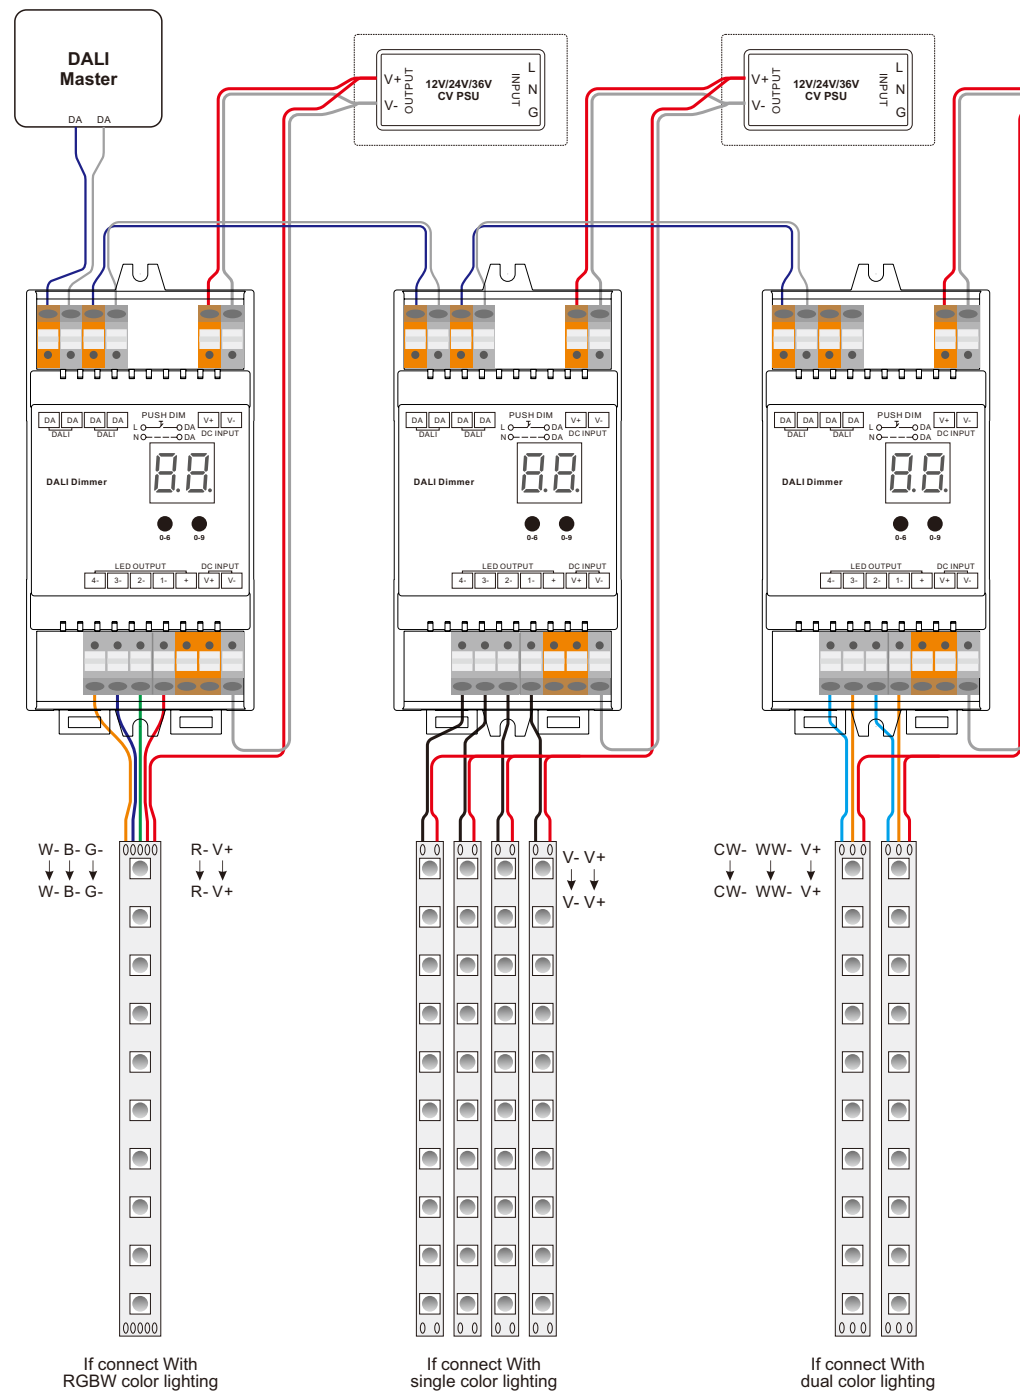 DALI
Master
DA DA
V+
V-
OUTPUT
12V/24V/36V
CV PSU
INPUT
L
N
G
V+
V-
OUTPUT
12V/24V/36V
CV PSU
INPUT
L
N
G
DA DA DA DA
DALI DALI
PUSH DIM
L DA
N DA
V+ V-
DC INPUT
8.8.
DALI Dimmer
0-6 0-9
LED OUTPUT DC INPUT
4- 3- 2- 1- + V+ V-
DA DA DA DA
DALI DALI
PUSH DIM
L DA
N DA
V+ V-
DC INPUT
8.8.
DALI Dimmer
0-6 0-9
LED OUTPUT DC INPUT
4- 3- 2- 1- + V+ V-
DA DA DA DA
DALI DALI
PUSH DIM
L DA
N DA
V+ V-
DC INPUT
8.8.
DALI Dimmer
0-6 0-9
LED OUTPUT DC INPUT
4- 3- 2- 1- + V+ V-
W- B- G- R- V+
W- B- G- R- V+
V- V+
V- V+
CW- WW- V+
CW- WW- V+
If connect With
RGBW color lighting
If connect With
single color lighting
If connect With
dual color lighting